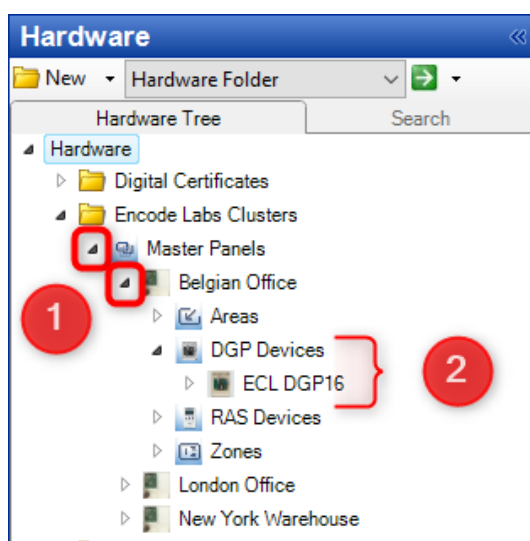 Hardware
New Hardware Folder
Hardware Tree Search
Hardware
Digital Certificates
Encode Labs Clusters
Master Panels
Belgian Office
1
Areas
DGP Devices
2
ECL DGP16
RAS Devices
Zones
London Office
New York Warehouse